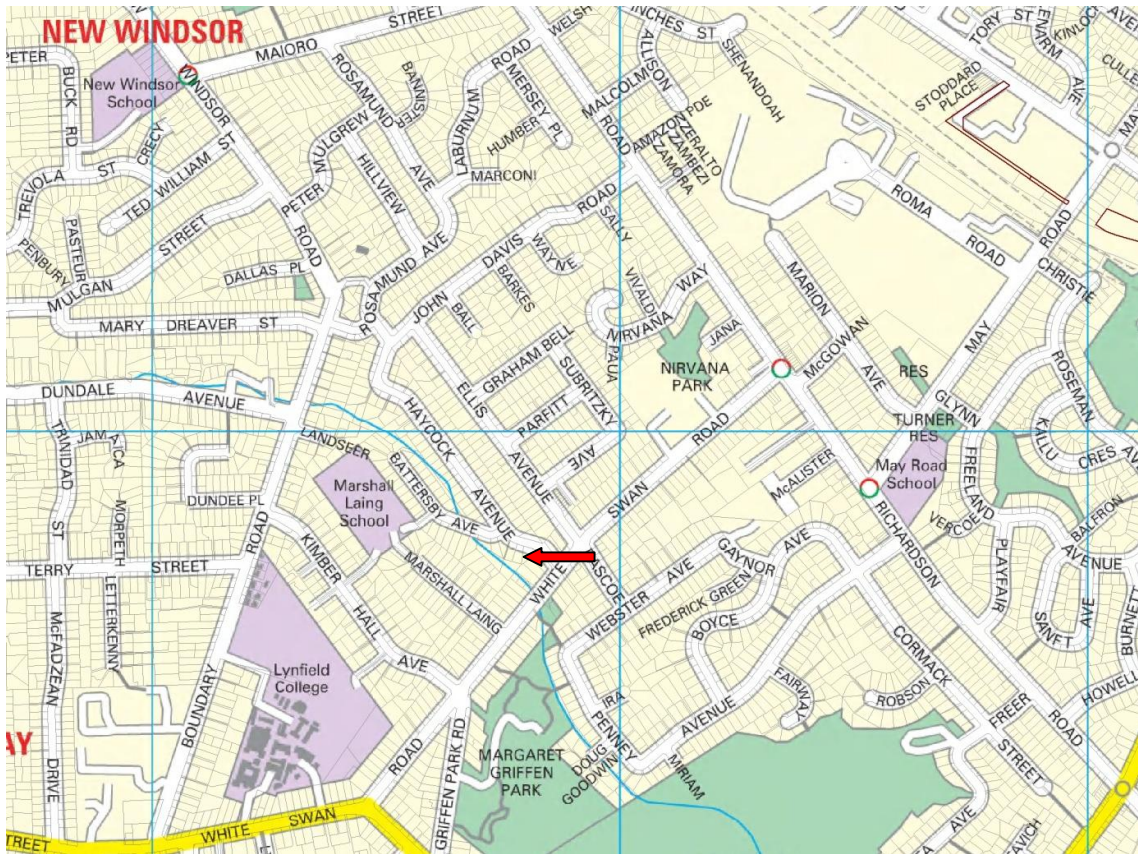 NEW WINDSOR
PETER
BUCK RD
New Windsor
School
WINDSOR
ROAD
MAIORO STREET
ROSAMUND AVE
BANNISTER
LABURNUM
ROAD
MERSEY PL
WELSH
HUMBER
MARCONI
MALCOLM
ALLISON
INCHES ST
SHENANDOAH
TORY ST
KINLOCH
CULLE
AVE
STODDARD
PLACE
CRECY
TREVOLA ST
TED WILLIAM ST
PETER MULGREW
HILLVIEW
PASTEUR
PENBURY
MULGAN STREET
DALLAS PL
MARY DREAVER ST
ROSAMUND AVE
JOHN DAVIS ROAD
SALLY
WAYNE
BARKES
BALL
ROAD
AMAZON PDE
ZERALTO
ZAMBEZI
ZAMORA
VIVALDI
NIRVANA WAY
PAUA
JANA
NIRVANA
PARK
ROMA
ROAD
MARION AVE
McGOWAN
MAY ROAD
CHRISTIE
ROSEMAN
KALLU CRES
RES
GLYNN
TURNER
RES
May Road
School
GRAHAM BELL
ELLIS AVENUE
SUBRITZKY AVE
PARFITT
HAYCOCK AVENUE
DUNDALE
AVENUE
TRINIDAD ST
JAMAICA
MORPETH
LANDSEER
BATTERSBY AVE
Marshall
Laing
School
DUNDEE PL
KIMBER
HALL AVE
MARSHALL LAING
TERRY STREET
LETTERKENNY
McFADZEAN DRIVE
BOUNDARY ROAD
Lynfield
College
WHITE SWAN ROAD
PASCOE
WEBSTER AVE
GAYNOR
FREDERICK GREEN
BOYCE AVE
McALISTER
RICHARDSON ROAD
FREELAND
VERCOE
PLAYFAIR
BALFRON
AVENUE
SANFT AVE
BURNETT
HOWELL
CORMACK STREET
ROBSON
FREER
FAIRWAY
IRA
PENNEY
AVENUE
DOUG
GOODWIN
MIRIAM
MARGARET
GRIFFEN
PARK
GRIFFEN PARK RD
ROAD
WHITE SWAN